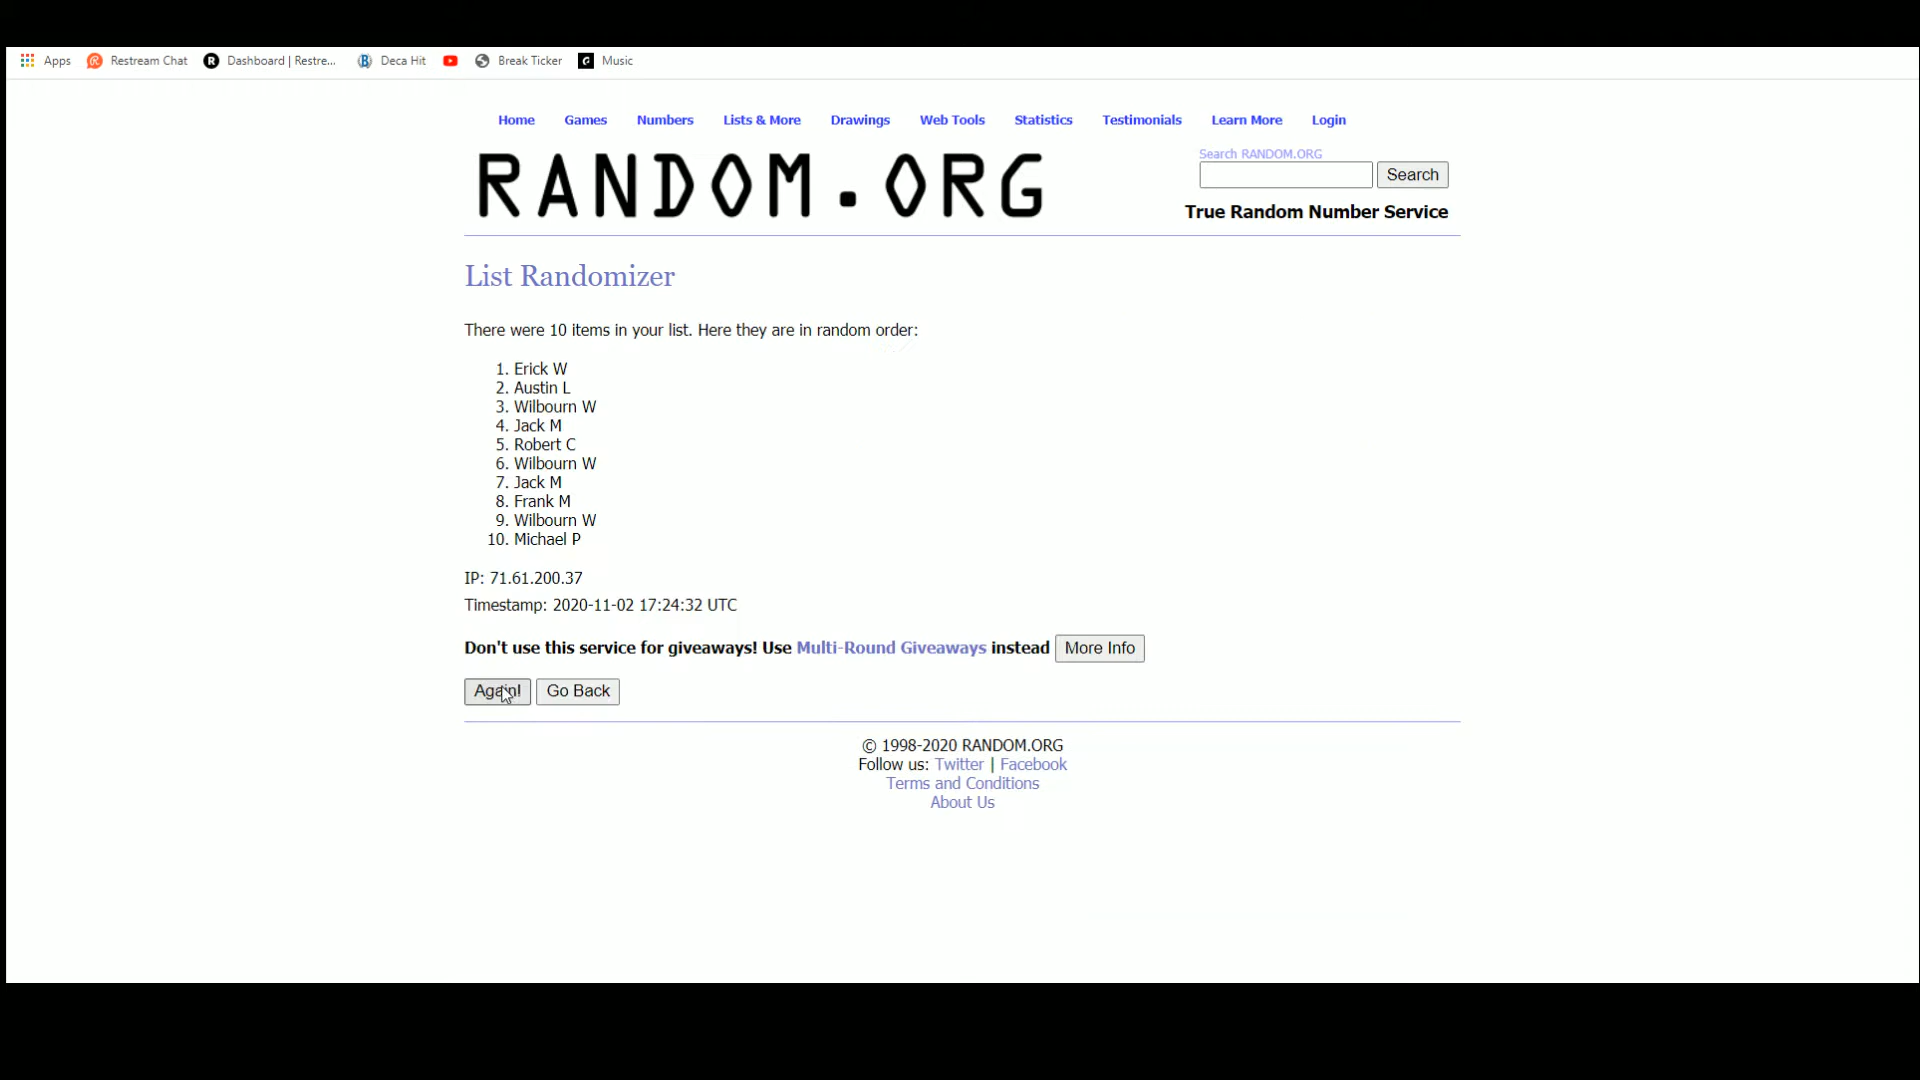 Apps Restream Chat Dashboard | Restre... Deca Hit Break Ticker Music
Home Games Numbers Lists & More Drawings Web Tools Statistics Testimonials Learn More Login
RANDOM.ORG
Search RANDOM.ORG
Search
True Random Number Service
List Randomizer
There were 10 items in your list. Here they are in random order:
1. Erick W
2. Austin L
3. Wilbourn W
4. Jack M
5. Robert C
6. Wilbourn W
7. Jack M
8. Frank M
9. Wilbourn W
10. Michael P
IP: 71.61.200.37
Timestamp: 2020-11-02 17:24:32 UTC
Don't use this service for giveaways! Use Multi-Round Giveaways instead More Info
Again! Go Back
© 1998-2020 RANDOM.ORG
Follow us: Twitter | Facebook
Terms and Conditions
About Us